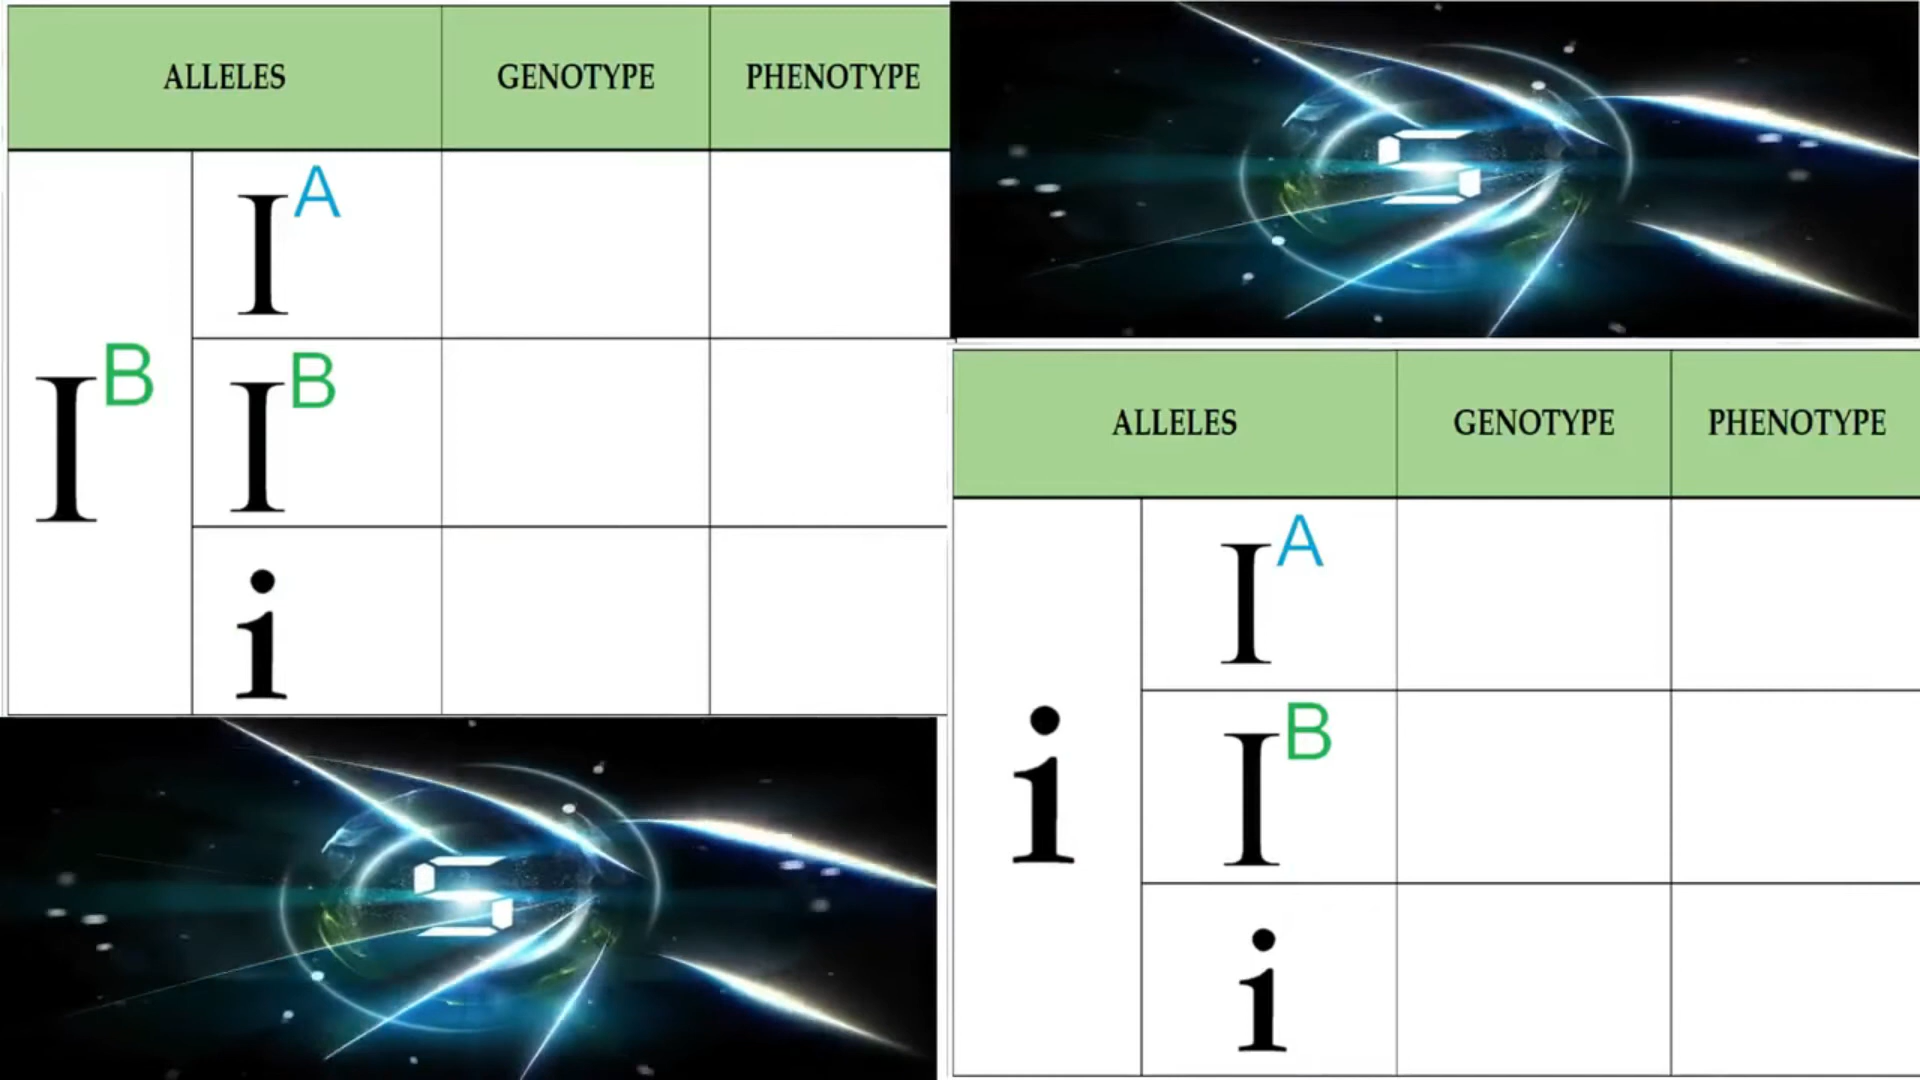 ALLELES GENOTYPE PHENOTYPE
I^A
I^B
I^B
i
S
ALLELES GENOTYPE PHENOTYPE
I^A
i
I^B
i
S